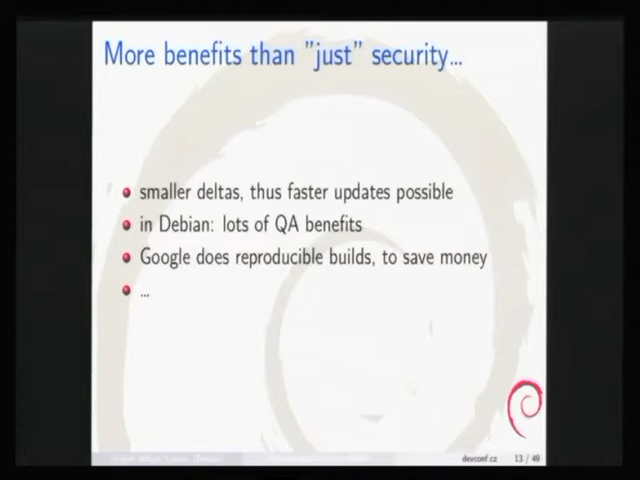 More benefits than "just" security...
smaller deltas, thus faster updates possible
in Debian: lots of QA benefits
Google does reproducible builds, to save money
...
devconf.cz 13 / 49